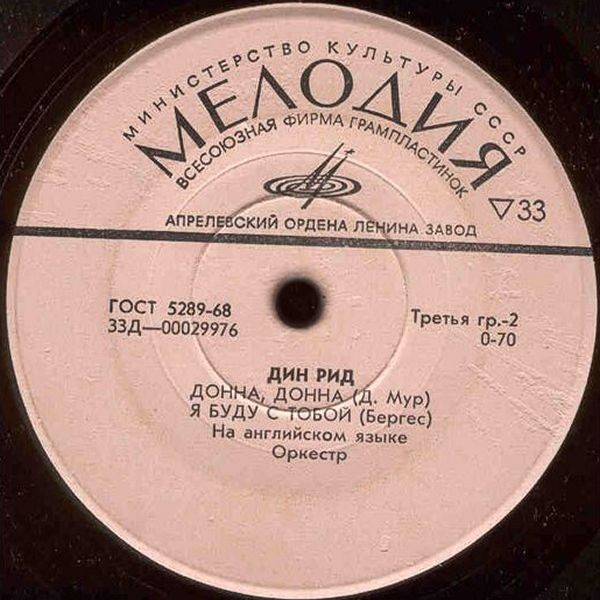 МИНИСТЕРСТВО КУЛЬТУРЫ СССР
МЕЛОДИЯ
ВСЕСОЮЗНАЯ ФИРМА ГРАМПЛАСТИНОК
▽33
АПРЕЛЕВСКИЙ ОРДЕНА ЛЕНИНА ЗАВОД
ГОСТ 5289-68
33Д—00029976
Третья гр.-2
0-70
ДИН РИД
ДОННА, ДОННА (Д. Мур)
Я БУДУ С ТОБОЙ (Бергес)
На английском языке
Оркестр